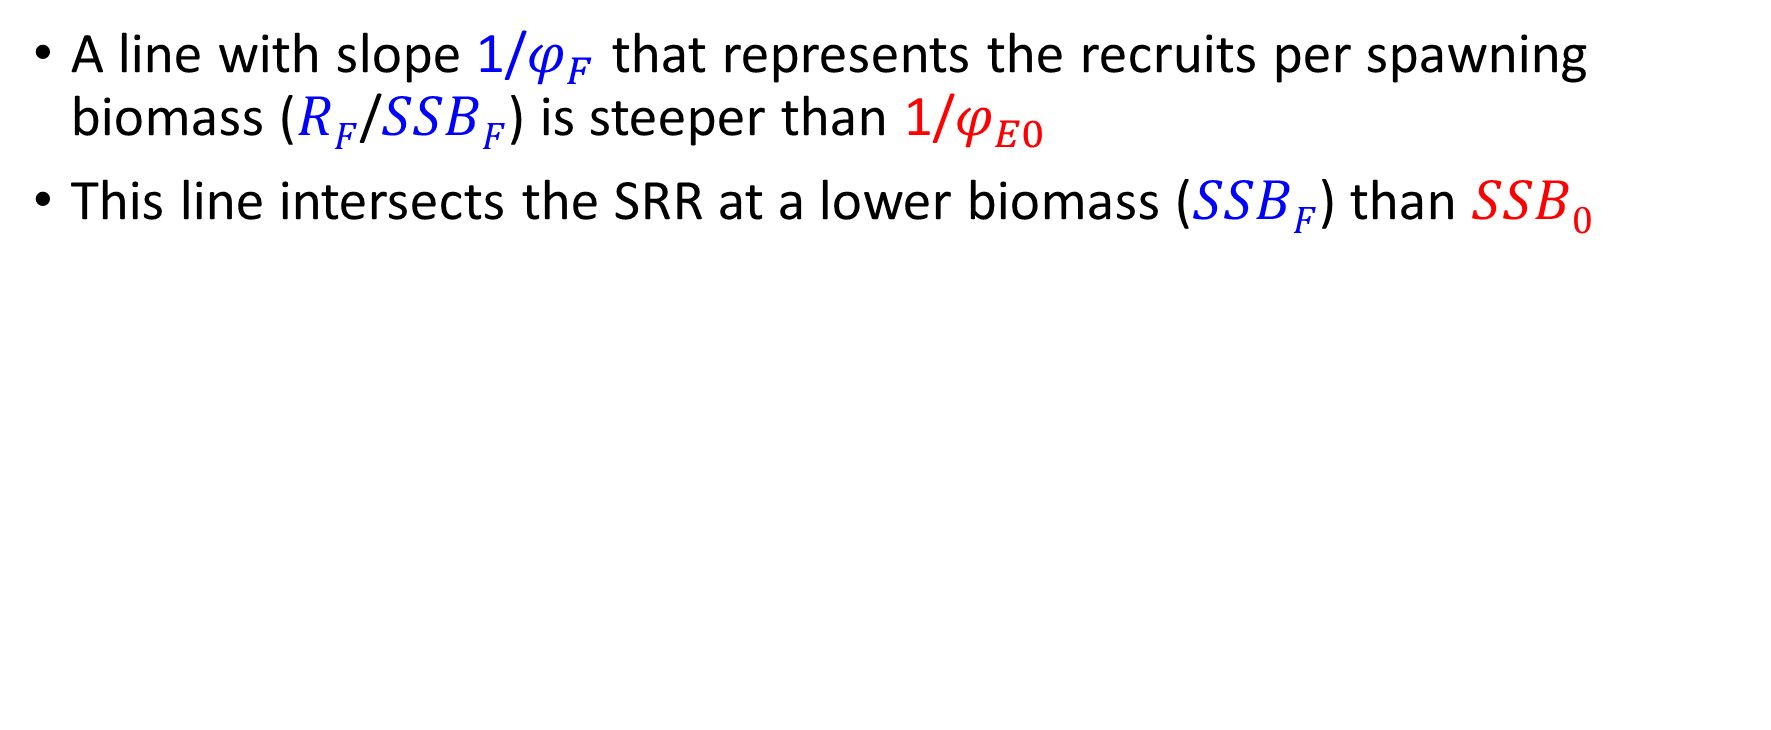 • A line with slope 1/φ_F that represents the recruits per spawning
biomass (R_F/SSB_F) is steeper than 1/φ_E0
• This line intersects the SRR at a lower biomass (SSB_F) than SSB_0